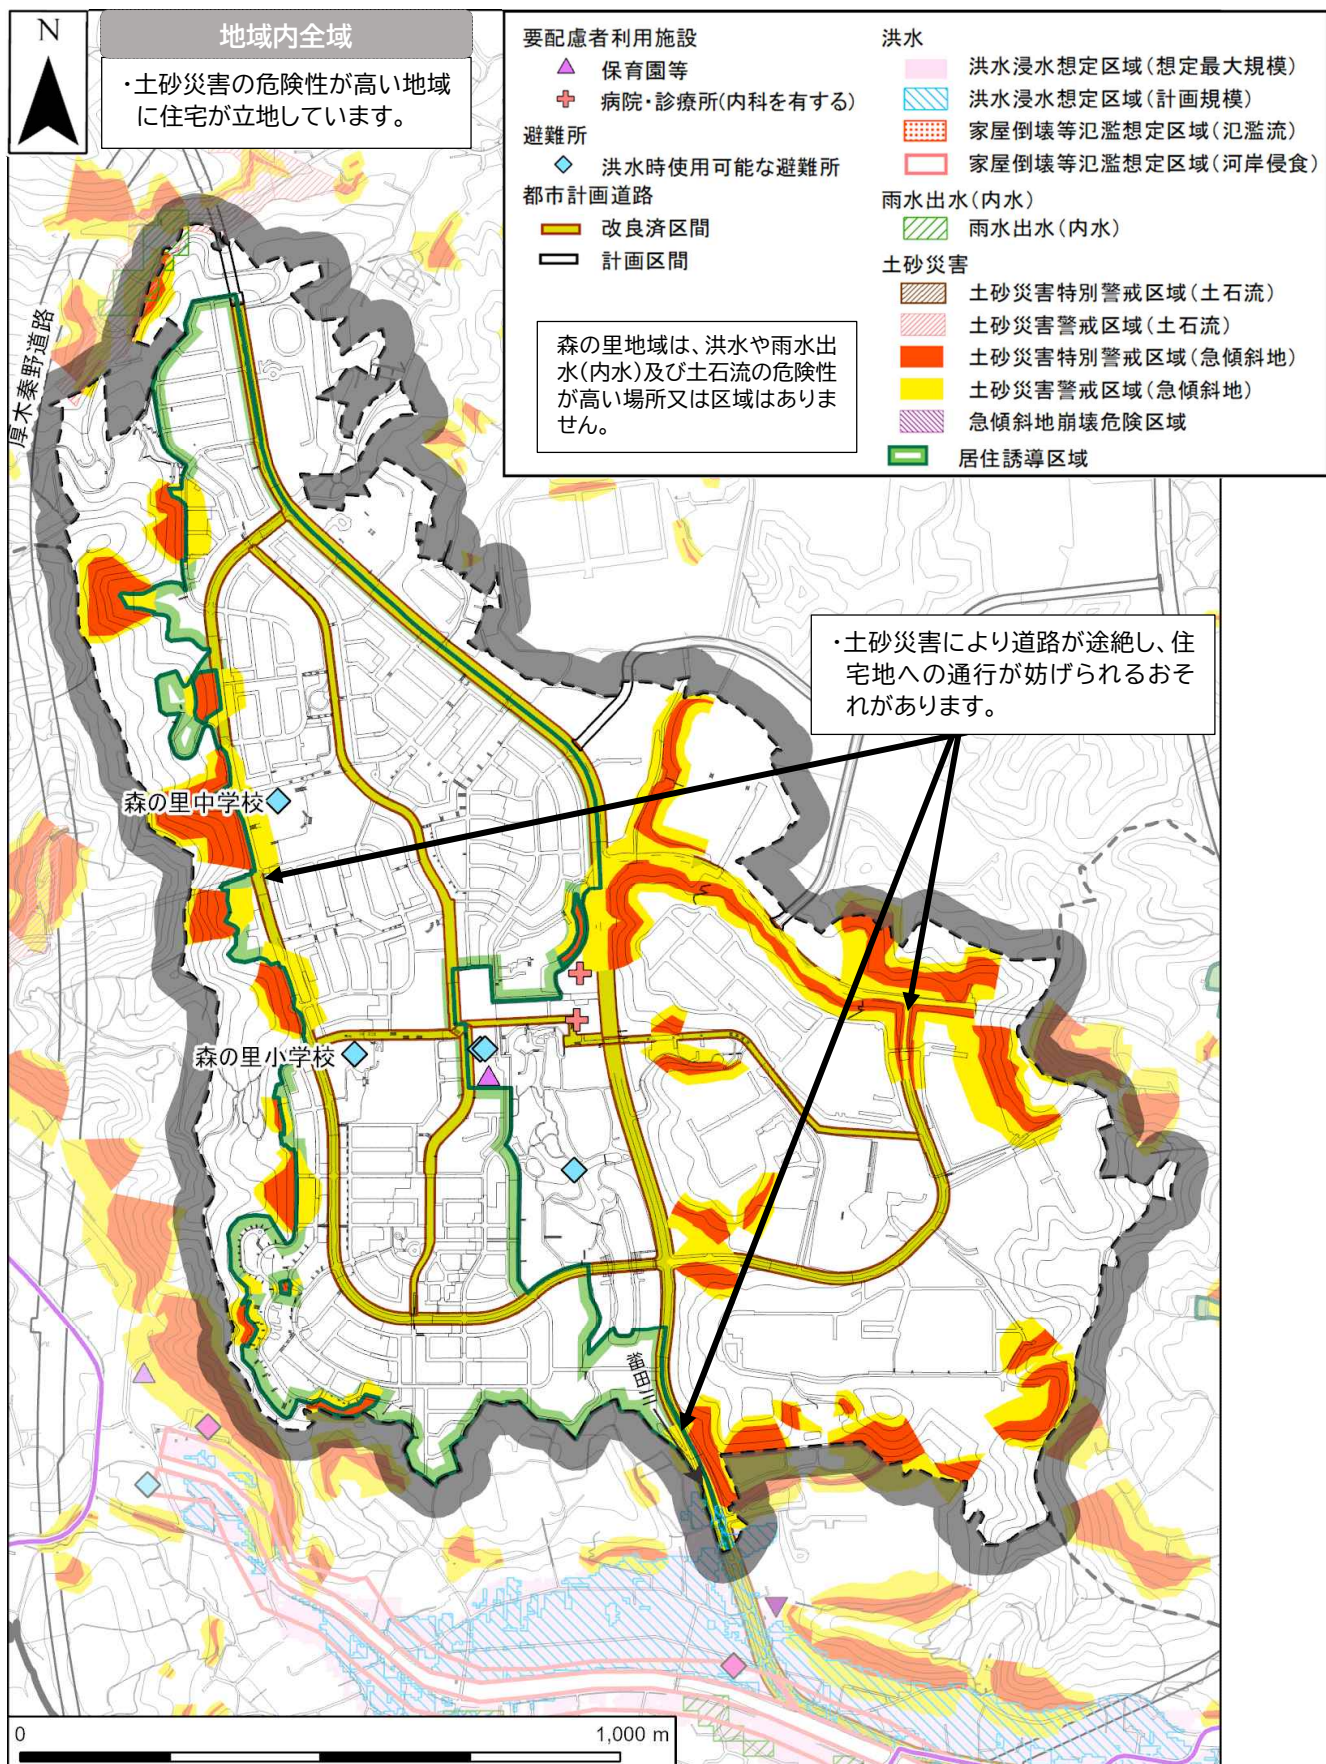 N
地域内全域
・土砂災害の危険性が高い地域
に住宅が立地しています。
要配慮者利用施設
保育園等
病院・診療所(内科を有する)
避難所
洪水時使用可能な避難所
都市計画道路
改良済区間
計画区間
洪水
洪水浸水想定区域(想定最大規模)
洪水浸水想定区域(計画規模)
家屋倒壊等氾濫想定区域(氾濫流)
家屋倒壊等氾濫想定区域(河岸侵食)
雨水出水(内水)
雨水出水(内水)
土砂災害
土砂災害特別警戒区域(土石流)
土砂災害警戒区域(土石流)
土砂災害特別警戒区域(急傾斜地)
土砂災害警戒区域(急傾斜地)
急傾斜地崩壊危険区域
居住誘導区域
森の里地域は、洪水や雨水出
水(内水)及び土石流の危険性
が高い場所又は区域はありま
せん。
厚木秦野道路
・土砂災害により道路が途絶し、住
宅地への通行が妨げられるおそ
れがあります。
森の里中学校
森の里小学校
0
1,000 m